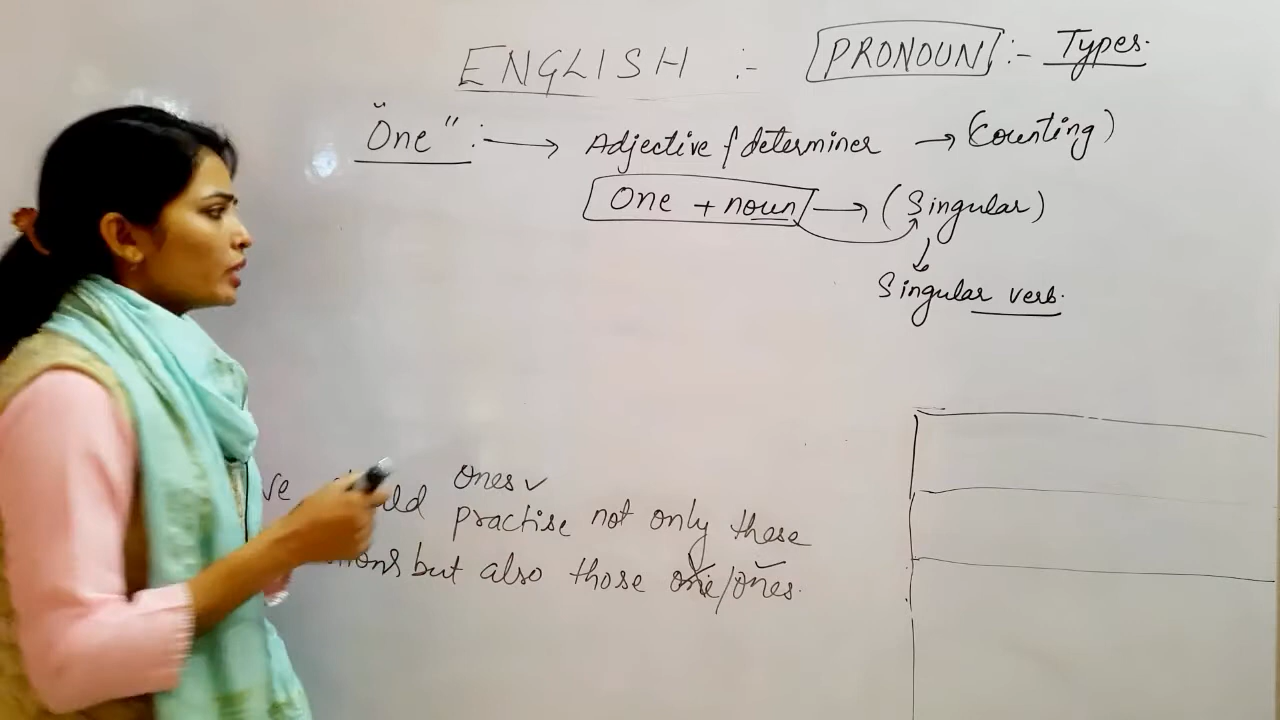 ENGLISH :- PRONOUN :- Types.
"One" :→ Adjective / determiner → (Counting)
One + noun → (Singular)
Singular verb.
ones ✓
practise not only these
but also those one/ones.